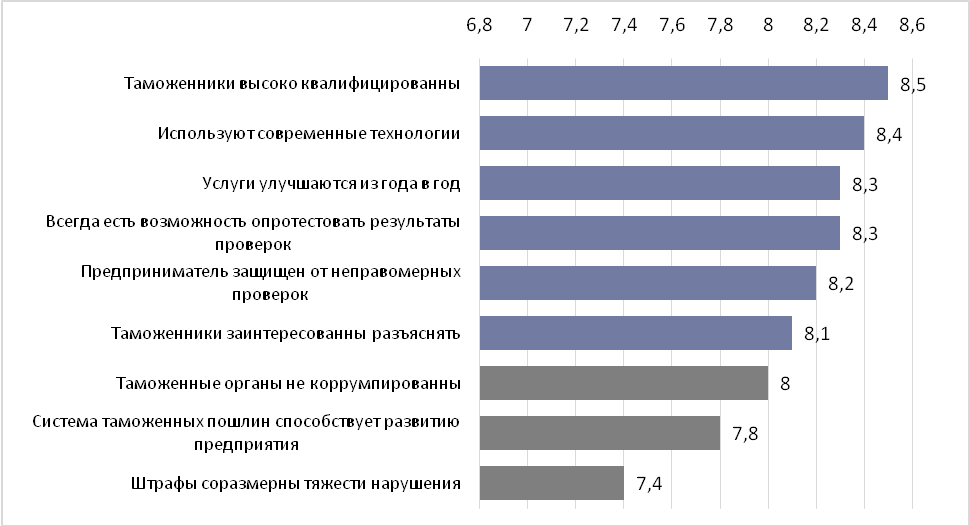 6,8 7 7,2 7,4 7,6 7,8 8 8,2 8,4 8,6
Таможенники высоко квалифицированны 8,5
Используют современные технологии 8,4
Услуги улучшаются из года в год 8,3
Всегда есть возможность опротестовать результаты
проверок 8,3
Предприниматель защищен от неправомерных
проверок 8,2
Таможенники заинтересованны разъяснять 8,1
Таможенные органы не коррумпированны 8
Система таможенных пошлин способствует развитию
предприятия 7,8
Штрафы соразмерны тяжести нарушения 7,4